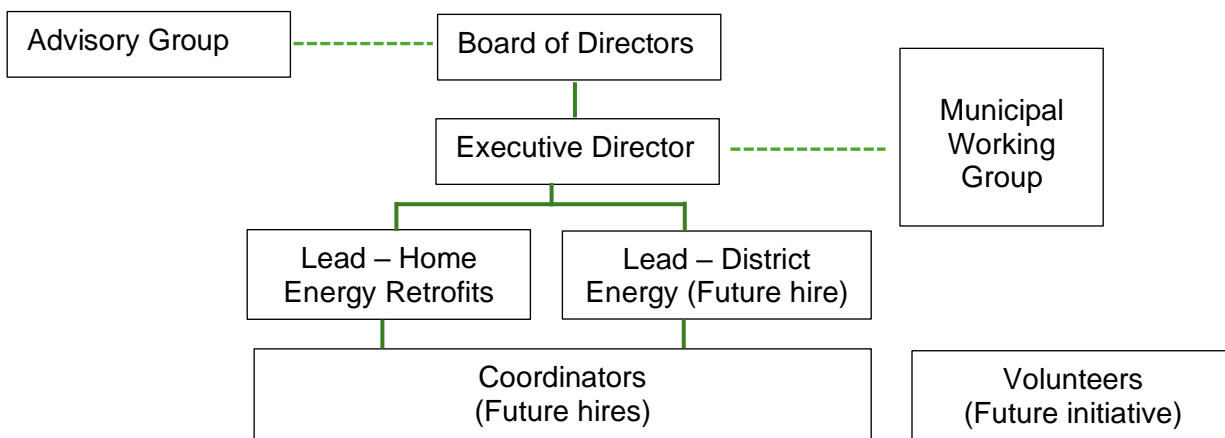 Advisory Group
Board of Directors
Municipal
Working
Group
Executive Director
Lead – Home
Energy Retrofits
Lead – District
Energy (Future hire)
Coordinators
(Future hires)
Volunteers
(Future initiative)